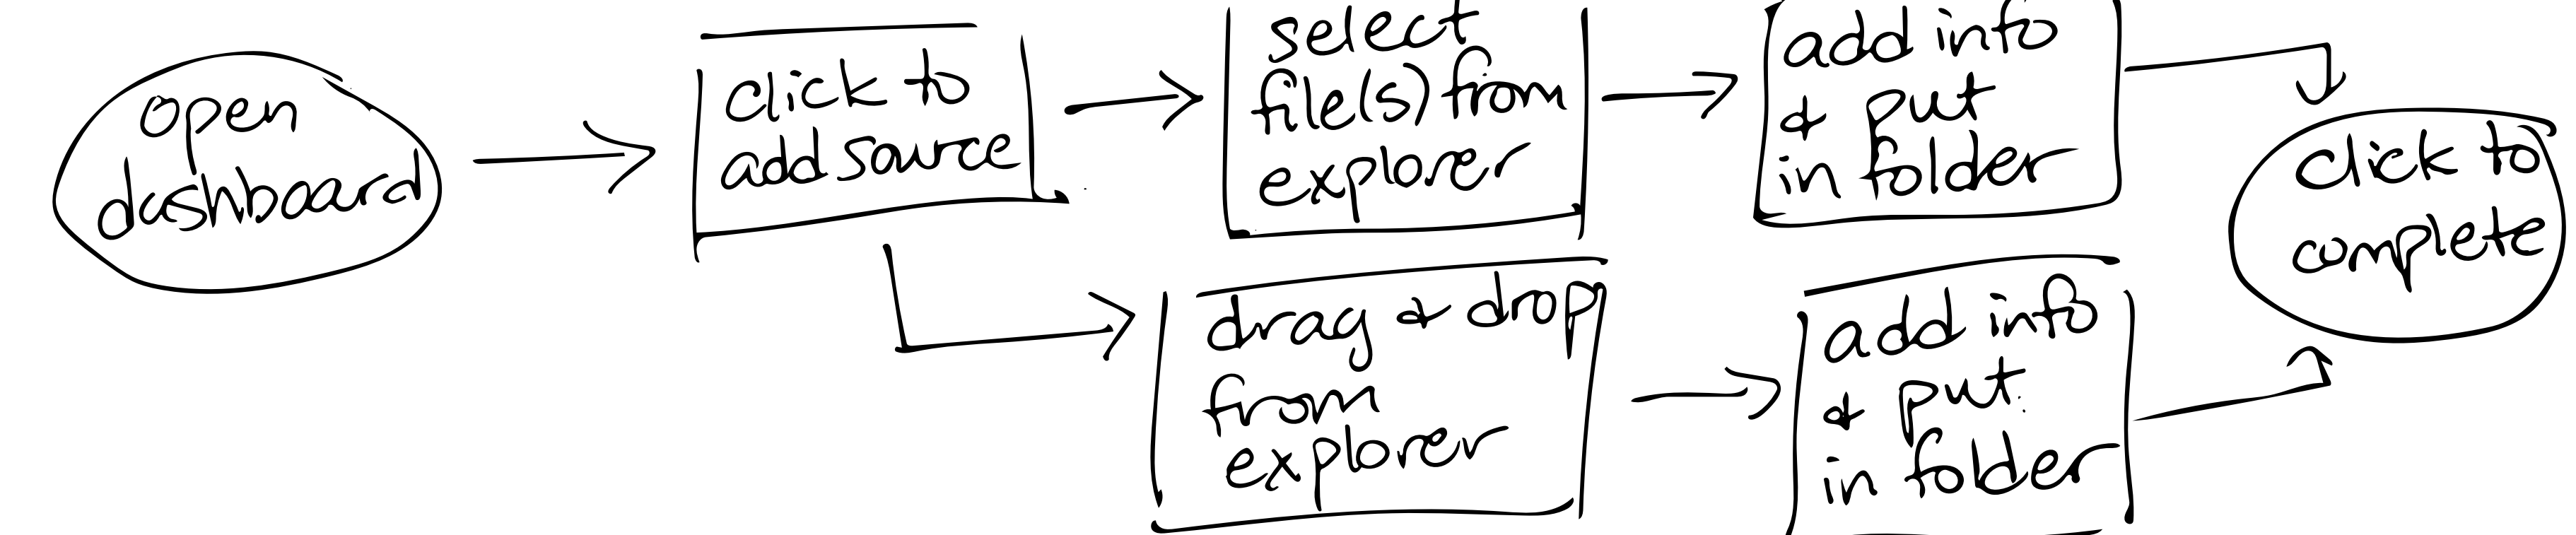 open
dashboard
click to
add source
select
file(s) from
explorer
add info
& put
in folder
drag & drop
from
explorer
add info
& put
in folder
click to
complete